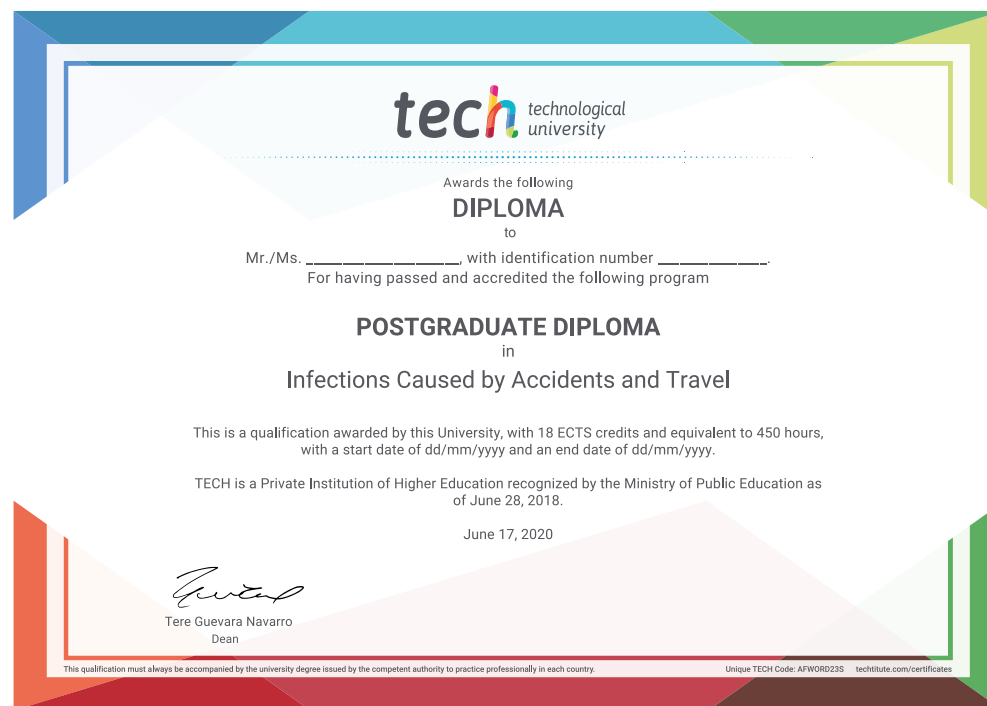 tech technological
university
Awards the following
DIPLOMA
to
Mr./Ms. ____________________, with identification number ______________.
For having passed and accredited the following program
POSTGRADUATE DIPLOMA
in
Infections Caused by Accidents and Travel
This is a qualification awarded by this University, with 18 ECTS credits and equivalent to 450 hours,
with a start date of dd/mm/yyyy and an end date of dd/mm/yyyy.
TECH is a Private Institution of Higher Education recognized by the Ministry of Public Education as
of June 28, 2018.
June 17, 2020
Tere Guevara Navarro
Dean
This qualification must always be accompanied by the university degree issued by the competent authority to practice professionally in each country.
Unique TECH Code: AFWORD23S techtitute.com/certificates